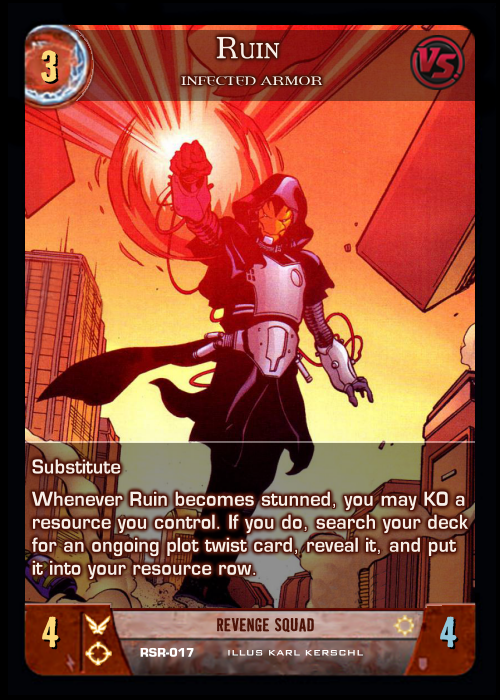 3
RUIN
VS
INFECTED ARMOR
Substitute
Whenever Ruin becomes stunned, you may KO a
resource you control. If you do, search your deck
for an ongoing plot twist card, reveal it, and put
it into your resource row.
4
REVENGE SQUAD
4
RSR-017 ILLUS KARL KERSCHL